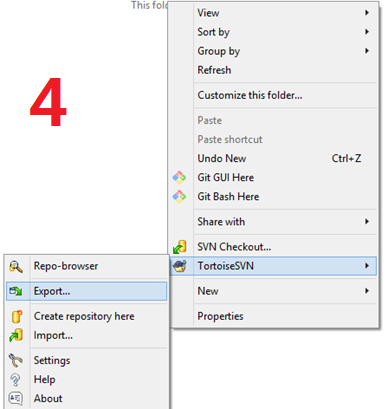 This fol
4
View
Sort by
Group by
Refresh
Customize this folder...
Paste
Paste shortcut
Undo New Ctrl+Z
Git GUI Here
Git Bash Here
Share with
SVN Checkout...
TortoiseSVN
New
Properties
Repo-browser
Export...
Create repository here
Import...
Settings
Help
About